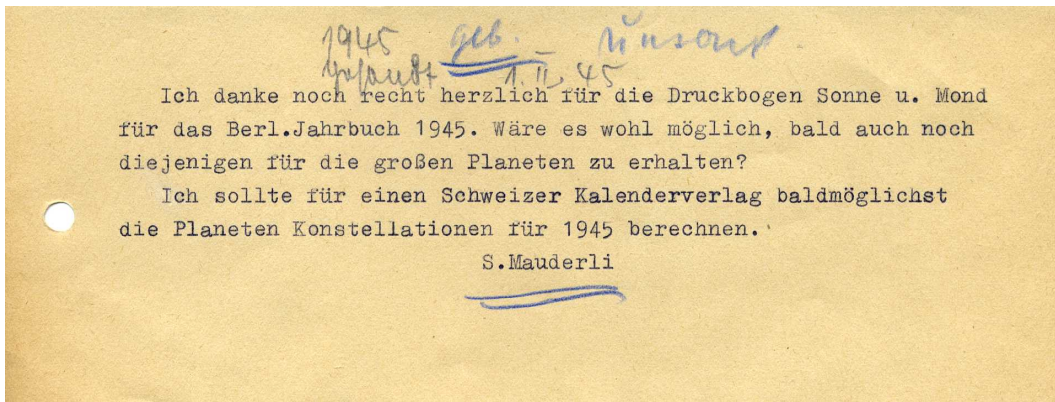 1945 geb.
1. II. 45
Ich danke noch recht herzlich für die Druckbogen Sonne u. Mond
für das Berl.Jahrbuch 1945. Wäre es wohl möglich, bald auch noch
diejenigen für die großen Planeten zu erhalten?
Ich sollte für einen Schweizer Kalenderverlag baldmöglichst
die Planeten Konstellationen für 1945 berechnen.
S.Mauderli